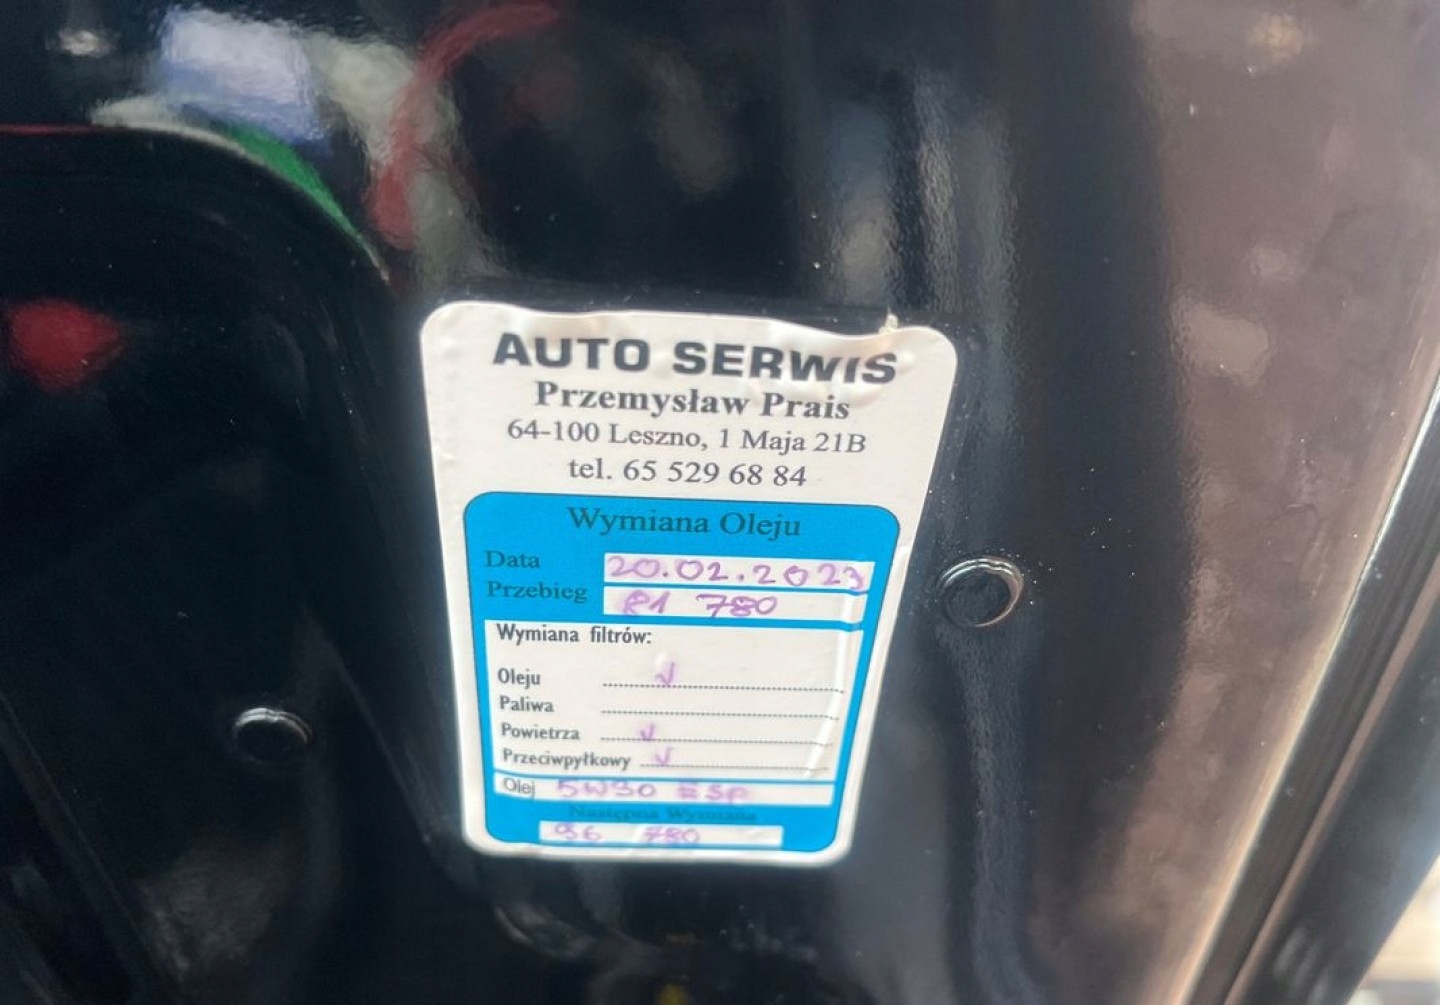 AUTO SERWIS
Przemysław Prais
64-100 Leszno, 1 Maja 21B
tel. 65 529 68 84
Wymiana Oleju
Data 20.02.2023
Przebieg 81 780
Wymiana filtrów:
Oleju ..... √
Paliwa .....
Powietrza ..... √
Przeciwpyłkowy ..... √
Olej 5W30 ESP
Następna Wymiana
96 780